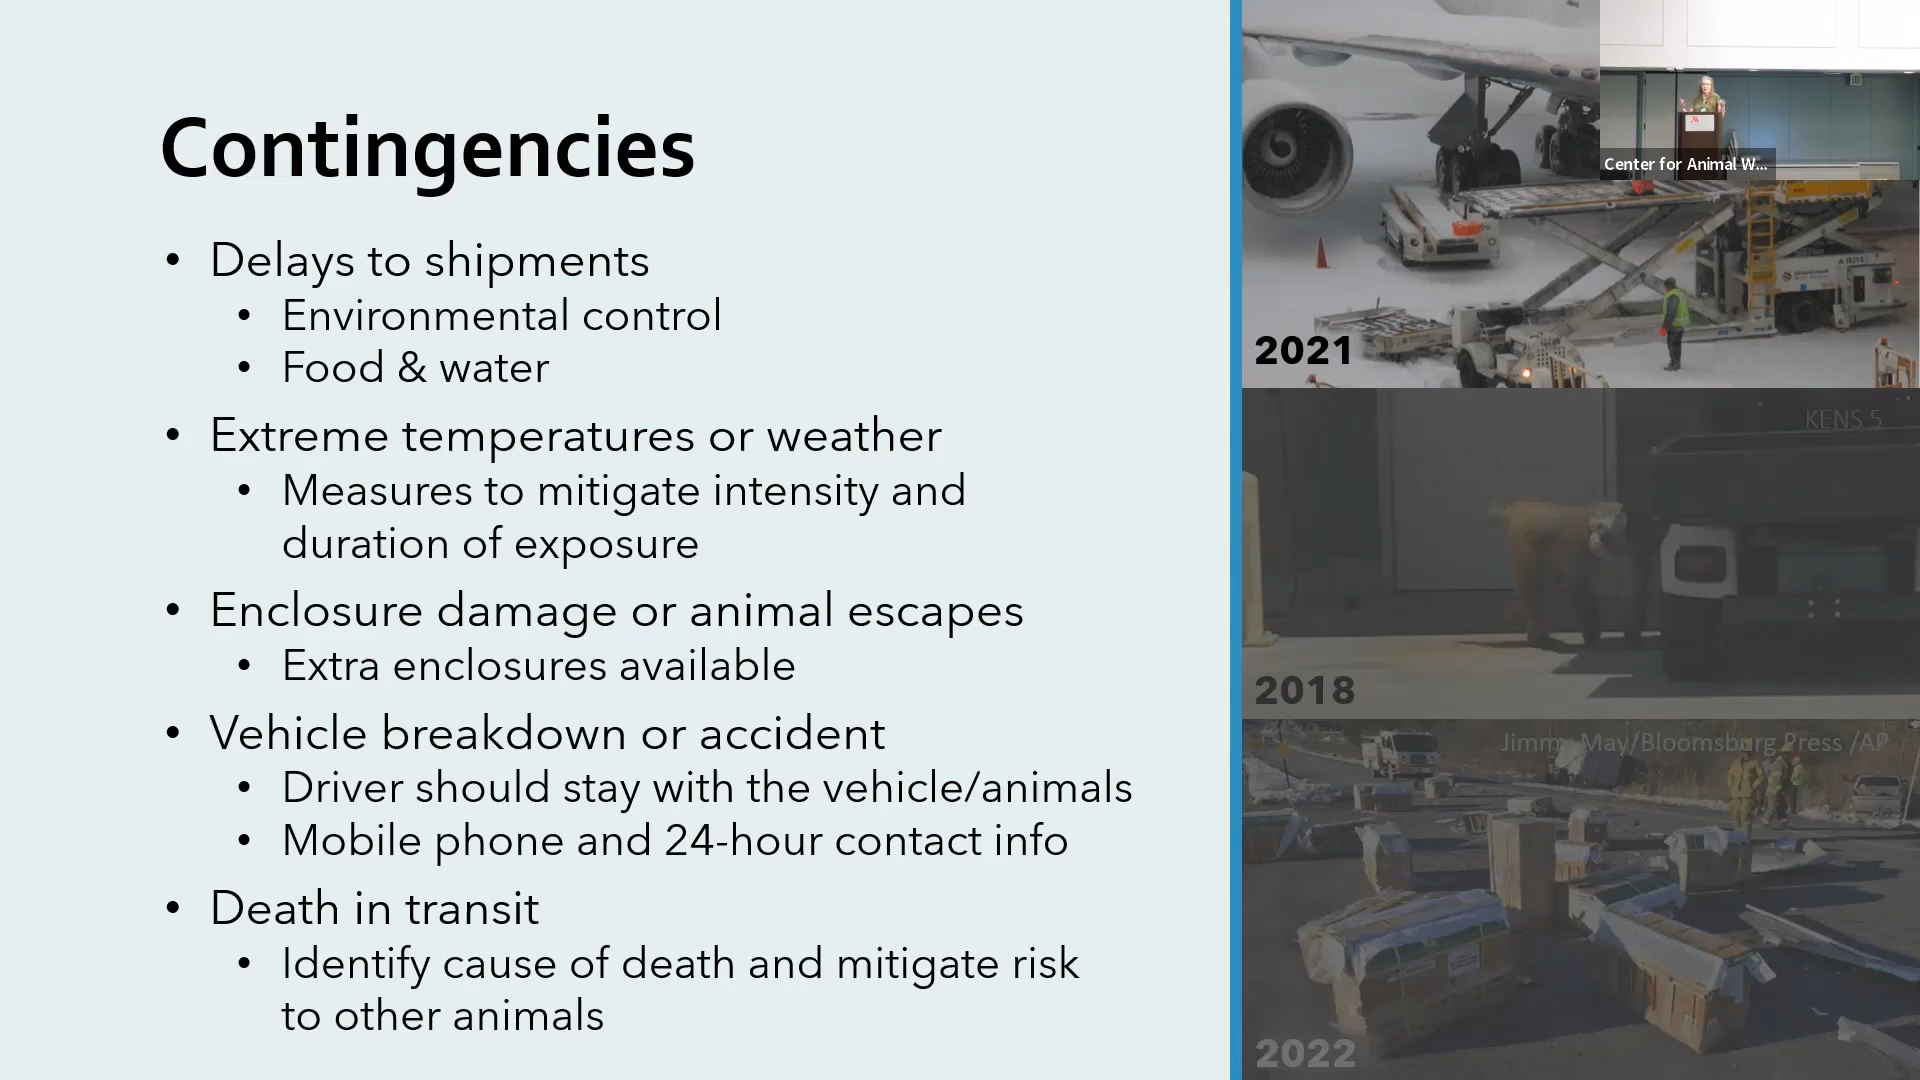 Contingencies
• Delays to shipments
• Environmental control
• Food & water
• Extreme temperatures or weather
• Measures to mitigate intensity and
duration of exposure
• Enclosure damage or animal escapes
• Extra enclosures available
• Vehicle breakdown or accident
• Driver should stay with the vehicle/animals
• Mobile phone and 24-hour contact info
• Death in transit
• Identify cause of death and mitigate risk
to other animals
Center for Animal W...
2021
KENS 5
2018
Jimmy May/Bloomsburg Press /AP
2022